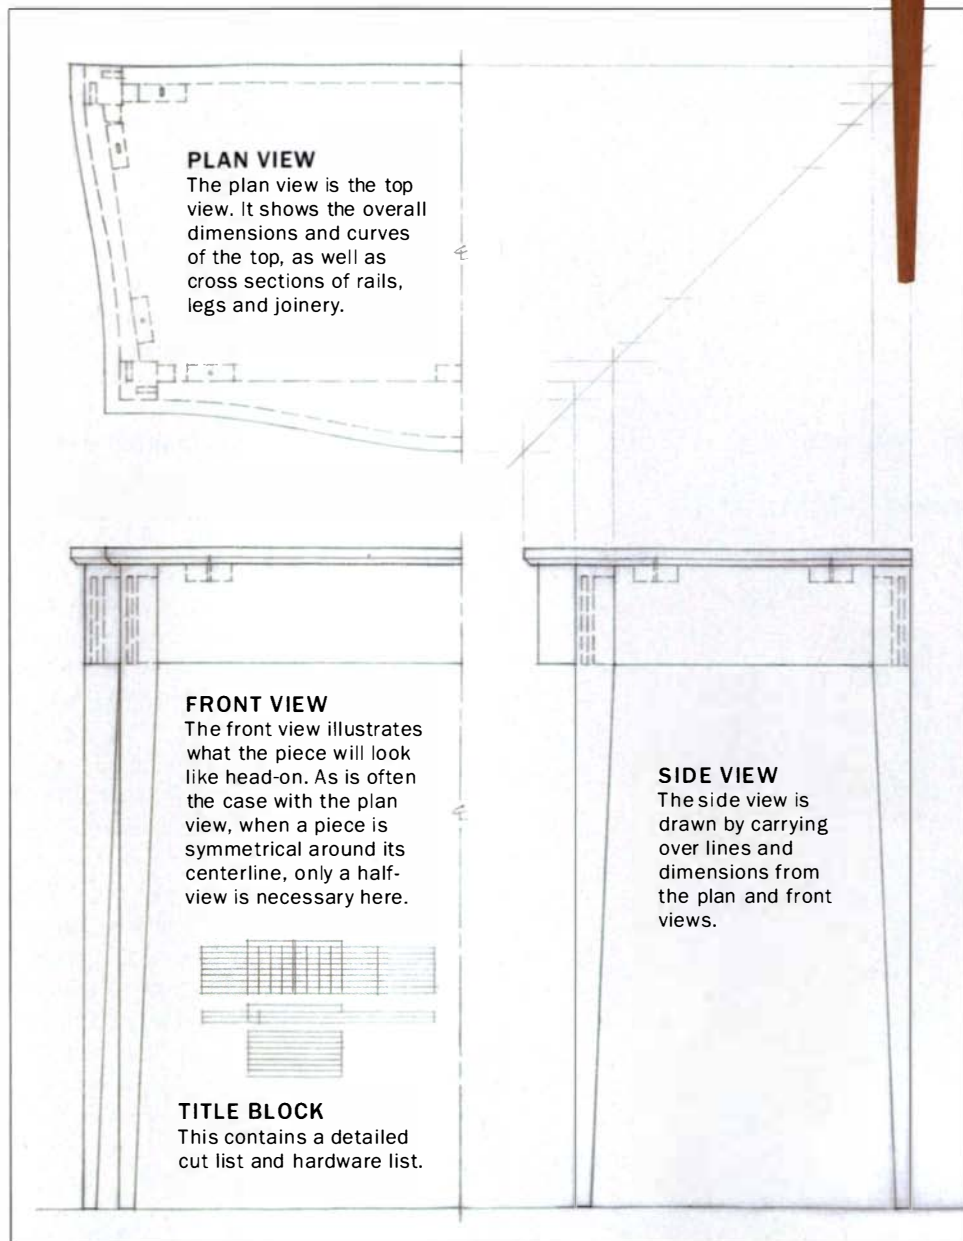 PLAN VIEW
The plan view is the top
view. It shows the overall
dimensions and curves
of the top, as well as
cross sections of rails,
legs and joinery.
FRONT VIEW
The front view illustrates
what the piece will look
like head-on. As is often
the case with the plan
view, when a piece is
symmetrical around its
centerline, only a half-
view is necessary here.
SIDE VIEW
The side view is
drawn by carrying
over lines and
dimensions from
the plan and front
views.
TITLE BLOCK
This contains a detailed
cut list and hardware list.